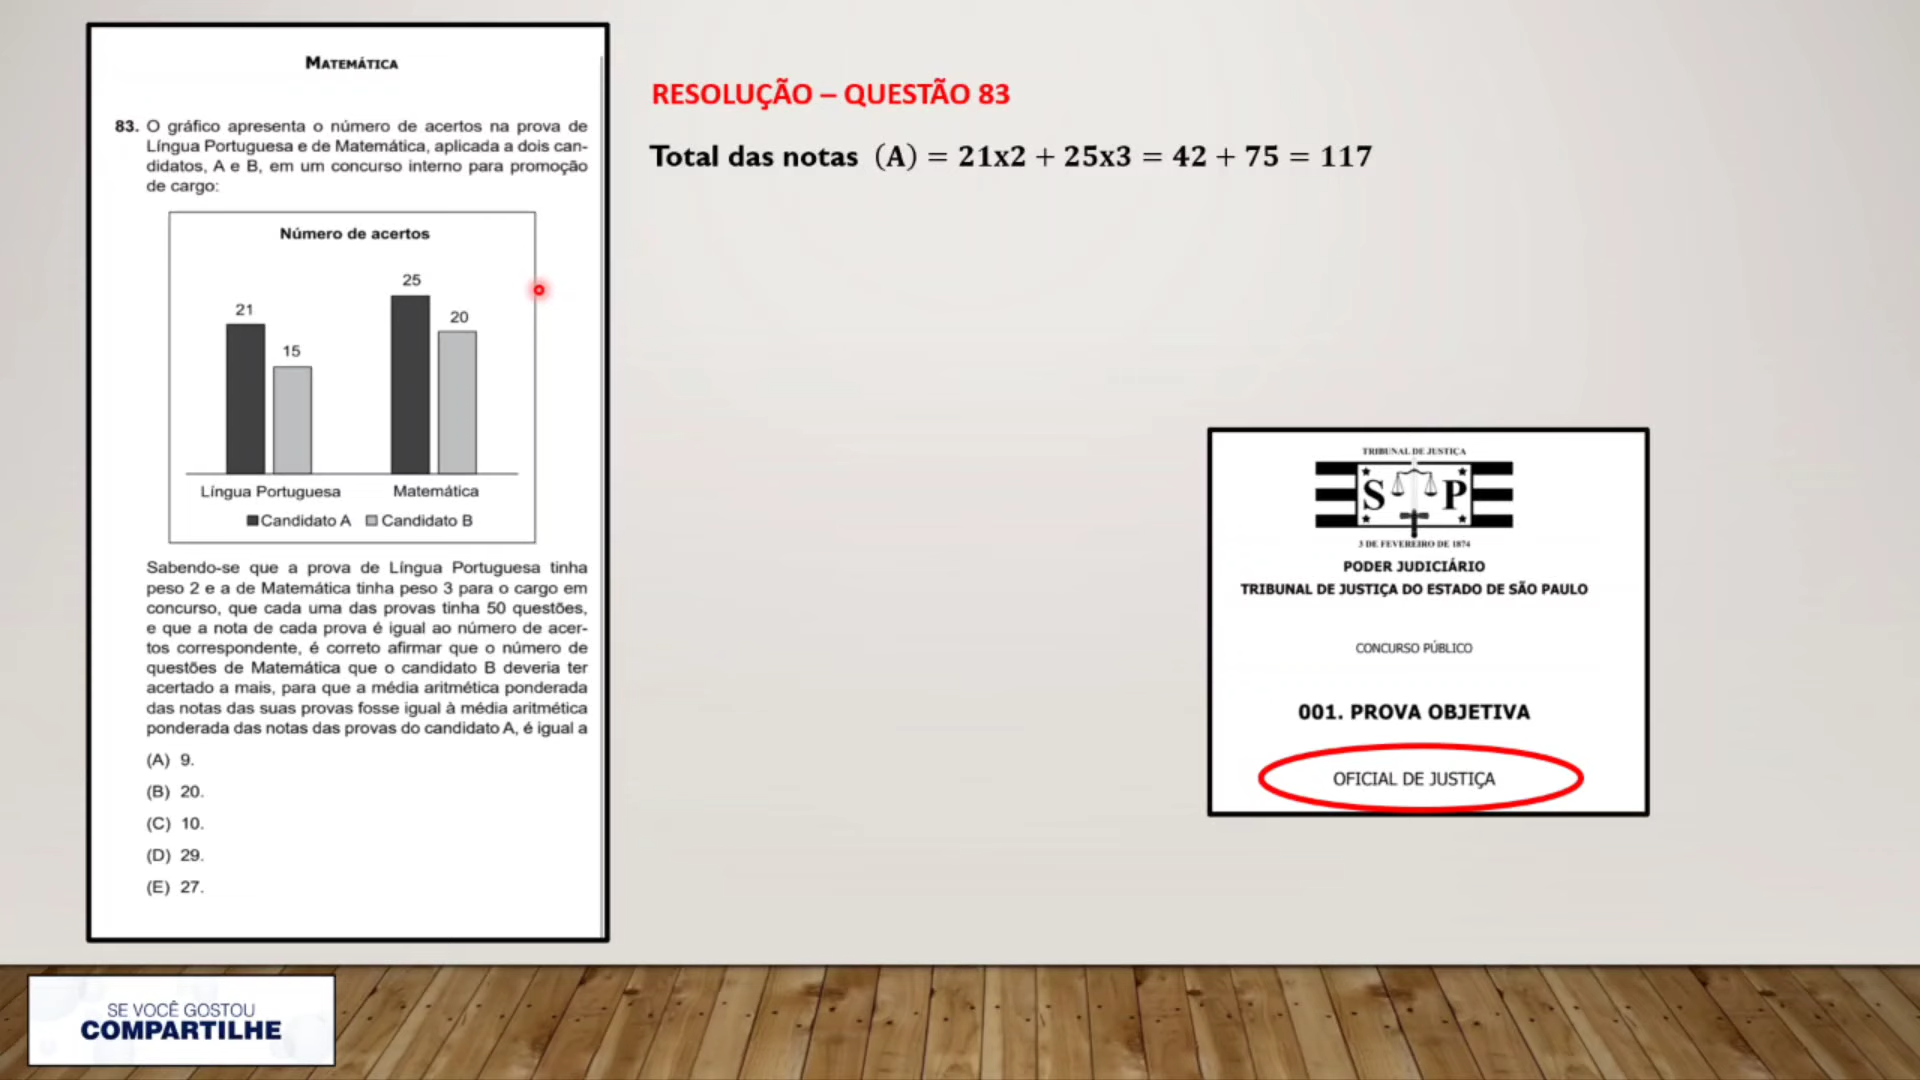 MATEMÁTICA
83. O gráfico apresenta o número de acertos na prova de
Língua Portuguesa e de Matemática, aplicada a dois can-
didatos, A e B, em um concurso interno para promoção
de cargo:
Número de acertos
21
15
25
20
Língua Portuguesa
Matemática
Candidato A
Candidato B
Sabendo-se que a prova de Língua Portuguesa tinha
peso 2 e a de Matemática tinha peso 3 para o cargo em
concurso, que cada uma das provas tinha 50 questões,
e que a nota de cada prova é igual ao número de acer-
tos correspondente, é correto afirmar que o número de
questões de Matemática que o candidato B deveria ter
acertado a mais, para que a média aritmética ponderada
das notas das suas provas fosse igual à média aritmética
ponderada das notas das provas do candidato A, é igual a
(A) 9.
(B) 20.
(C) 10.
(D) 29.
(E) 27.
RESOLUÇÃO – QUESTÃO 83
Total das notas (A) = 21x2 + 25x3 = 42 + 75 = 117
TRIBUNAL DE JUSTIÇA
S P
3 DE FEVEREIRO DE 1874
PODER JUDICIÁRIO
TRIBUNAL DE JUSTIÇA DO ESTADO DE SÃO PAULO
CONCURSO PÚBLICO
001. PROVA OBJETIVA
OFICIAL DE JUSTIÇA
SE VOCÊ GOSTOU
COMPARTILHE